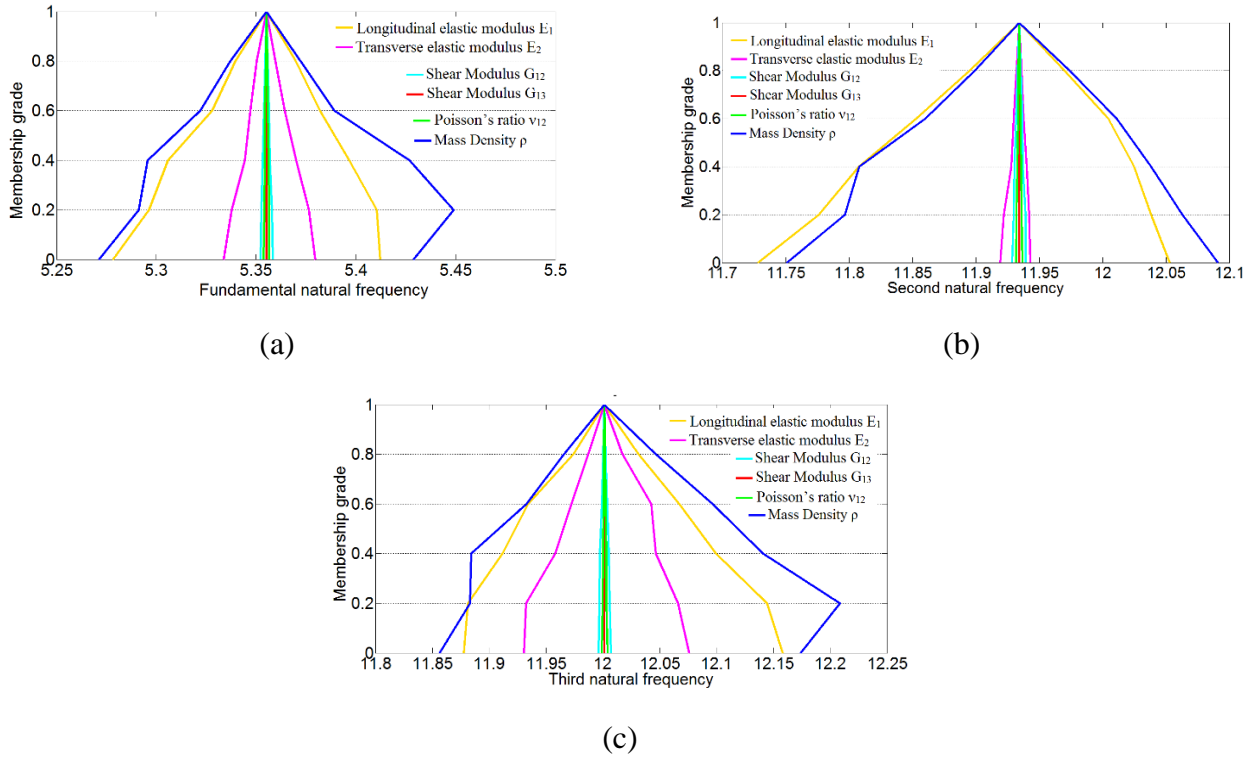 1
0.8
0.6
0.4
0.2
0
Membership grade
Longitudinal elastic modulus E₁
Transverse elastic modulus E₂
Shear Modulus G₁₂
Shear Modulus G₁₃
Poisson's ratio ν₁₂
Mass Density ρ
5.25 5.3 5.35 5.4 5.45 5.5
Fundamental natural frequency
(a)
1
0.8
0.6
0.4
0.2
0
Membership grade
Longitudinal elastic modulus E₁
Transverse elastic modulus E₂
Shear Modulus G₁₂
Shear Modulus G₁₃
Poisson's ratio ν₁₂
Mass Density ρ
11.7 11.75 11.8 11.85 11.9 11.95 12 12.05 12.1
Second natural frequency
(b)
1
0.8
0.6
0.4
0.2
0
Membership grade
Longitudinal elastic modulus E₁
Transverse elastic modulus E₂
Shear Modulus G₁₂
Shear Modulus G₁₃
Poisson's ratio ν₁₂
Mass Density ρ
11.8 11.85 11.9 11.95 12 12.05 12.1 12.15 12.2 12.25
Third natural frequency
(c)